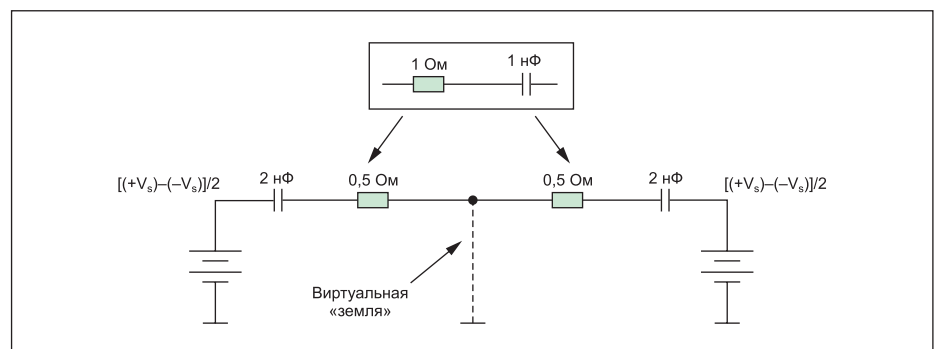 1 Ом 1 нФ
[(+Vs)–(–Vs)]/2 2 нФ 0,5 Ом 0,5 Ом 2 нФ [(+Vs)–(–Vs)]/2
Виртуальная
«земля»